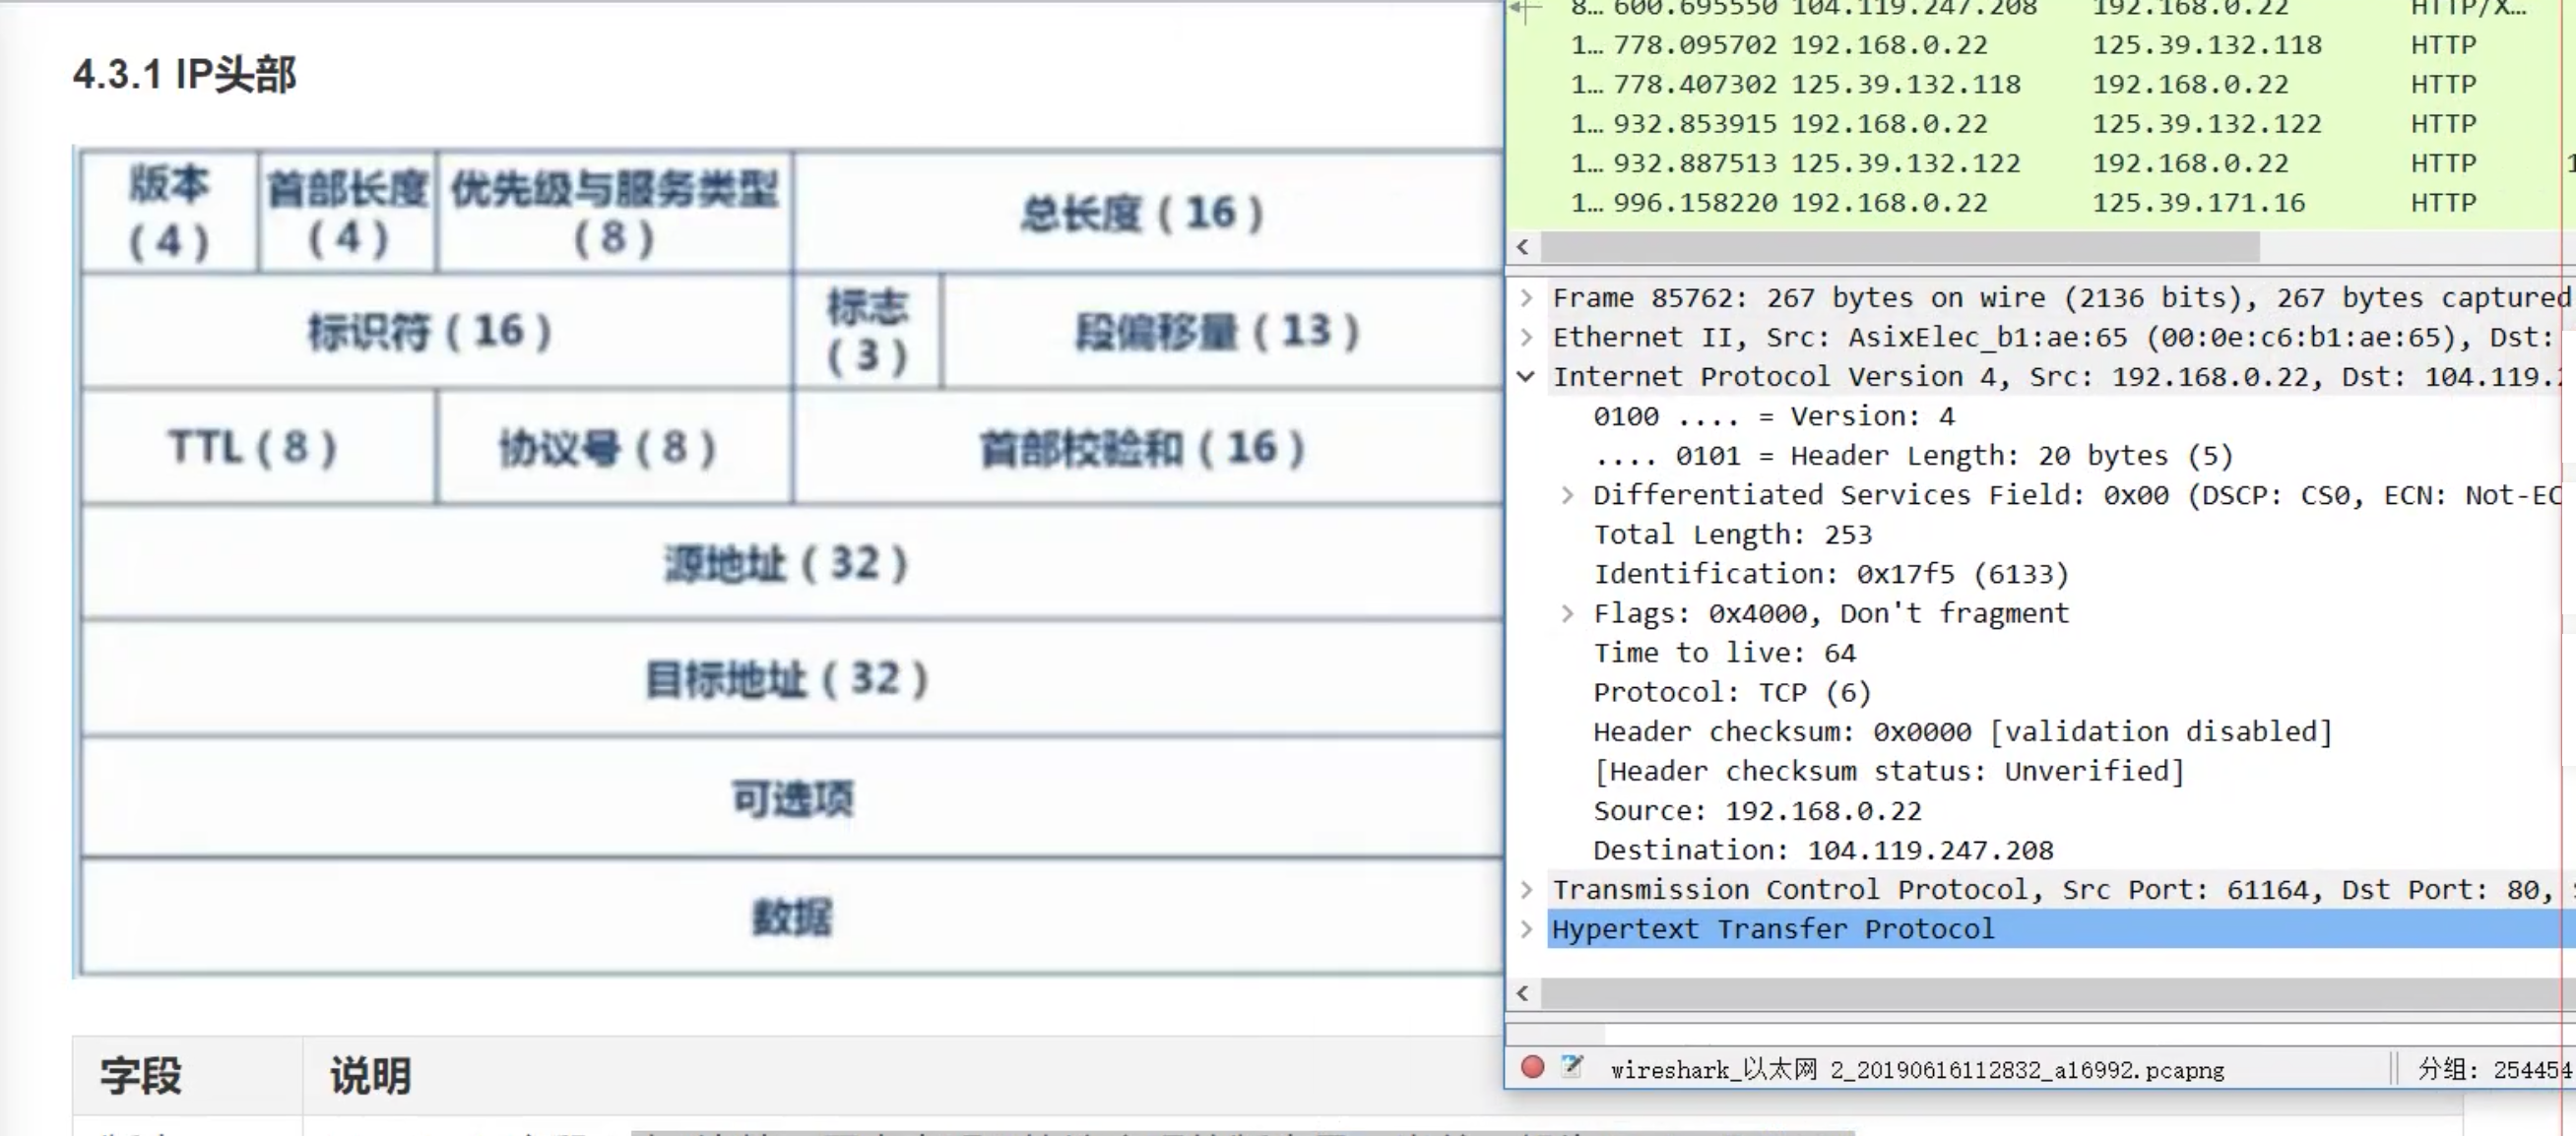 4.3.1 IP头部
版本
(4)
首部长度
(4)
优先级与服务类型
(8)
总长度(16)
标识符(16)
标志
(3)
段偏移量(13)
TTL(8)
协议号(8)
首部校验和(16)
源地址(32)
目标地址(32)
可选项
数据
字段
说明
8… 600.695550 104.119.247.208 192.168.0.22 HTTP/X…
1… 778.095702 192.168.0.22 125.39.132.118 HTTP
1… 778.407302 125.39.132.118 192.168.0.22 HTTP
1… 932.853915 192.168.0.22 125.39.132.122 HTTP
1… 932.887513 125.39.132.122 192.168.0.22 HTTP 1
1… 996.158220 192.168.0.22 125.39.171.16 HTTP
Frame 85762: 267 bytes on wire (2136 bits), 267 bytes captured
Ethernet II, Src: AsixElec_b1:ae:65 (00:0e:c6:b1:ae:65), Dst:
Internet Protocol Version 4, Src: 192.168.0.22, Dst: 104.119.
0100 .... = Version: 4
.... 0101 = Header Length: 20 bytes (5)
Differentiated Services Field: 0x00 (DSCP: CS0, ECN: Not-EC
Total Length: 253
Identification: 0x17f5 (6133)
Flags: 0x4000, Don't fragment
Time to live: 64
Protocol: TCP (6)
Header checksum: 0x0000 [validation disabled]
[Header checksum status: Unverified]
Source: 192.168.0.22
Destination: 104.119.247.208
Transmission Control Protocol, Src Port: 61164, Dst Port: 80,
Hypertext Transfer Protocol
wireshark_以太网 2_20190616112832_a16992.pcapng
分组: 254454